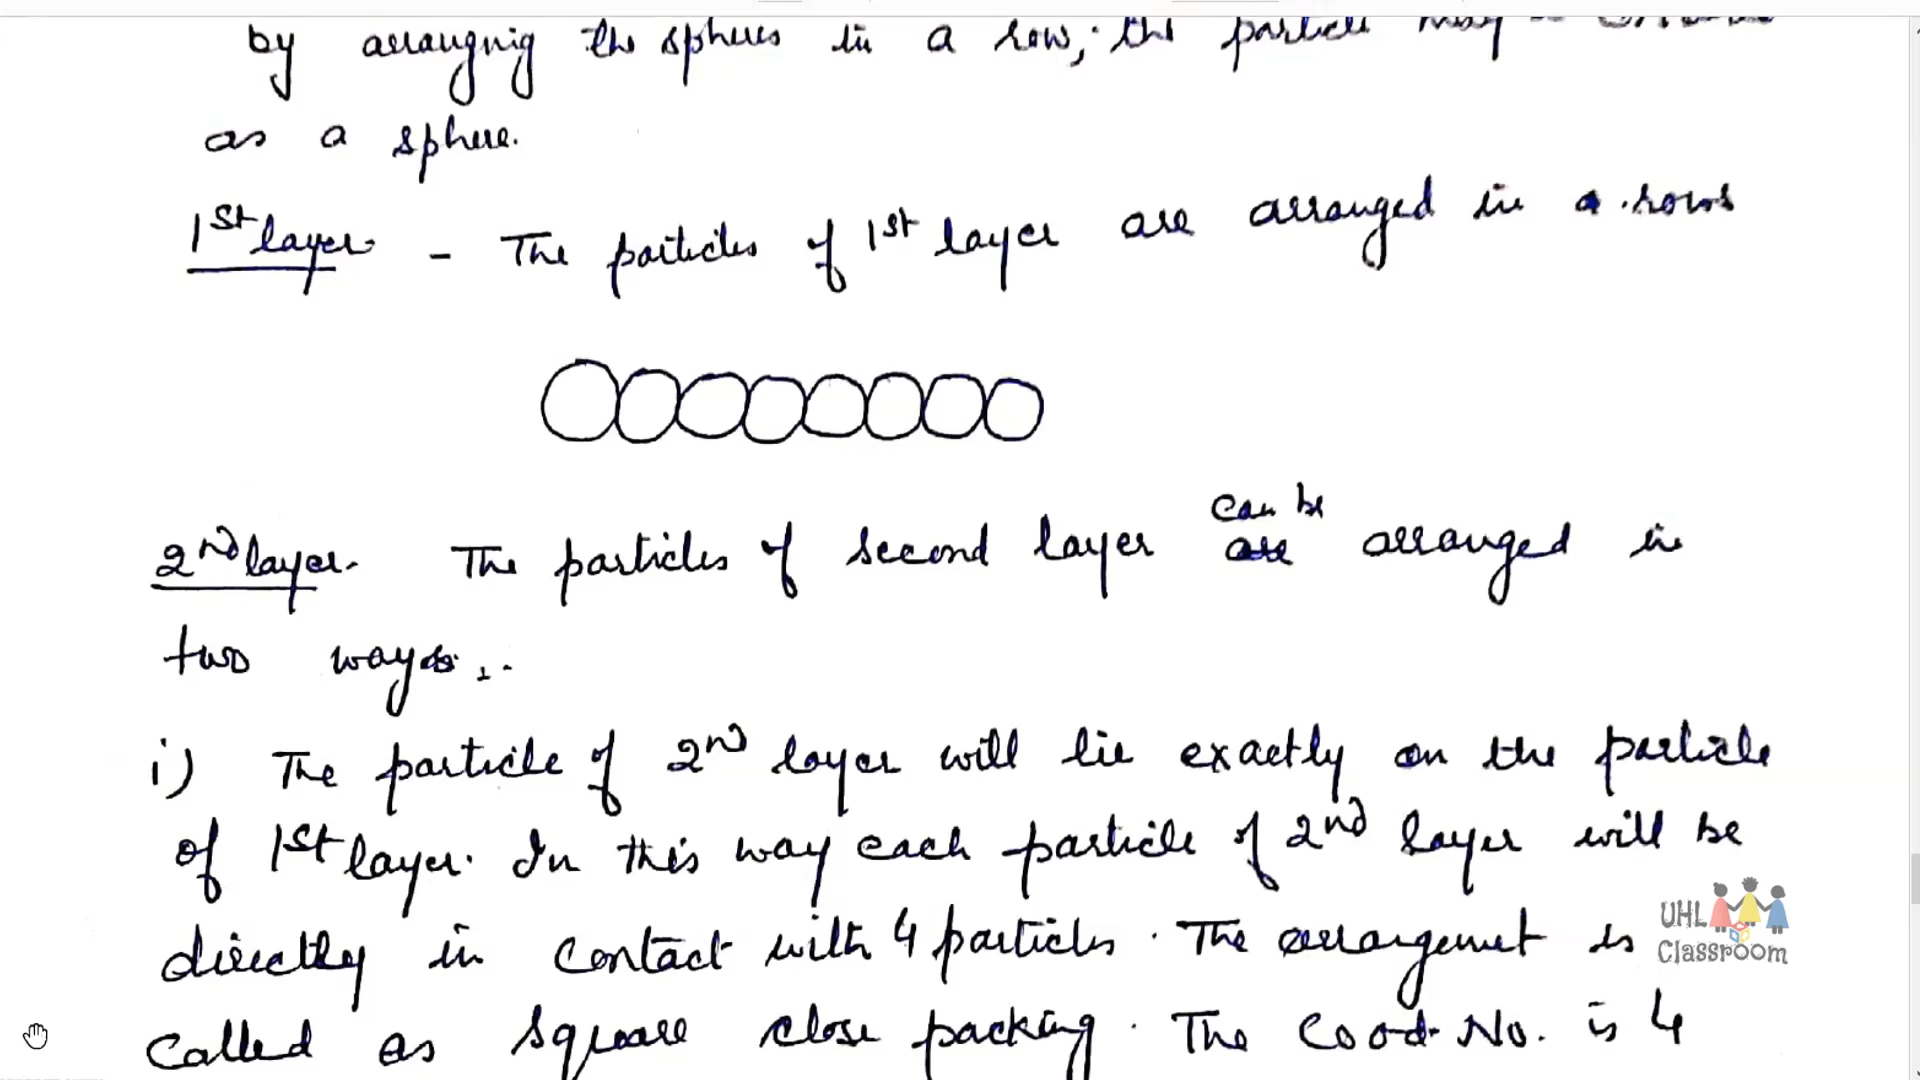 by arranging the spheres in a row, the particle may
as a sphere.
1st layer - The particles of 1st layer are arranged in a rows
can be
2nd layer. The particles of second layer are arranged in
two ways.
i) The particle of 2nd layer will lie exactly on the particle
of 1st layer. In this way each particle of 2nd layer will be
directly in contact with 4 particles. The arrangemet is
called as square close packing. The Cood. No. is 4
UHL
Classroom